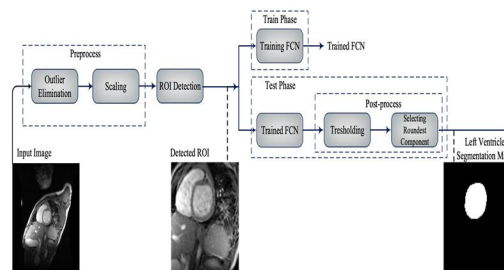 Preprocess
Outlier
Elimination
Scaling
ROI Detection
Train Phase
Training FCN
Trained FCN
Test Phase
Trained FCN
Post-process
Tresholding
Selecting
Roundest
Component
Input Image
Detected ROI
Left Ventricle
Segmentation M